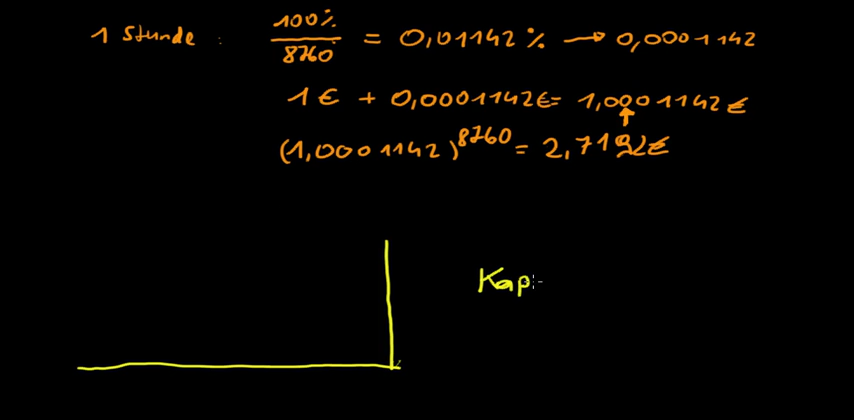 1 Stunde : 100% / 8760 = 0,01142 % → 0,0001142
1€ + 0,0001142€ = 1,0001142€
(1,0001142)^8760 = 2,7192€
Kap